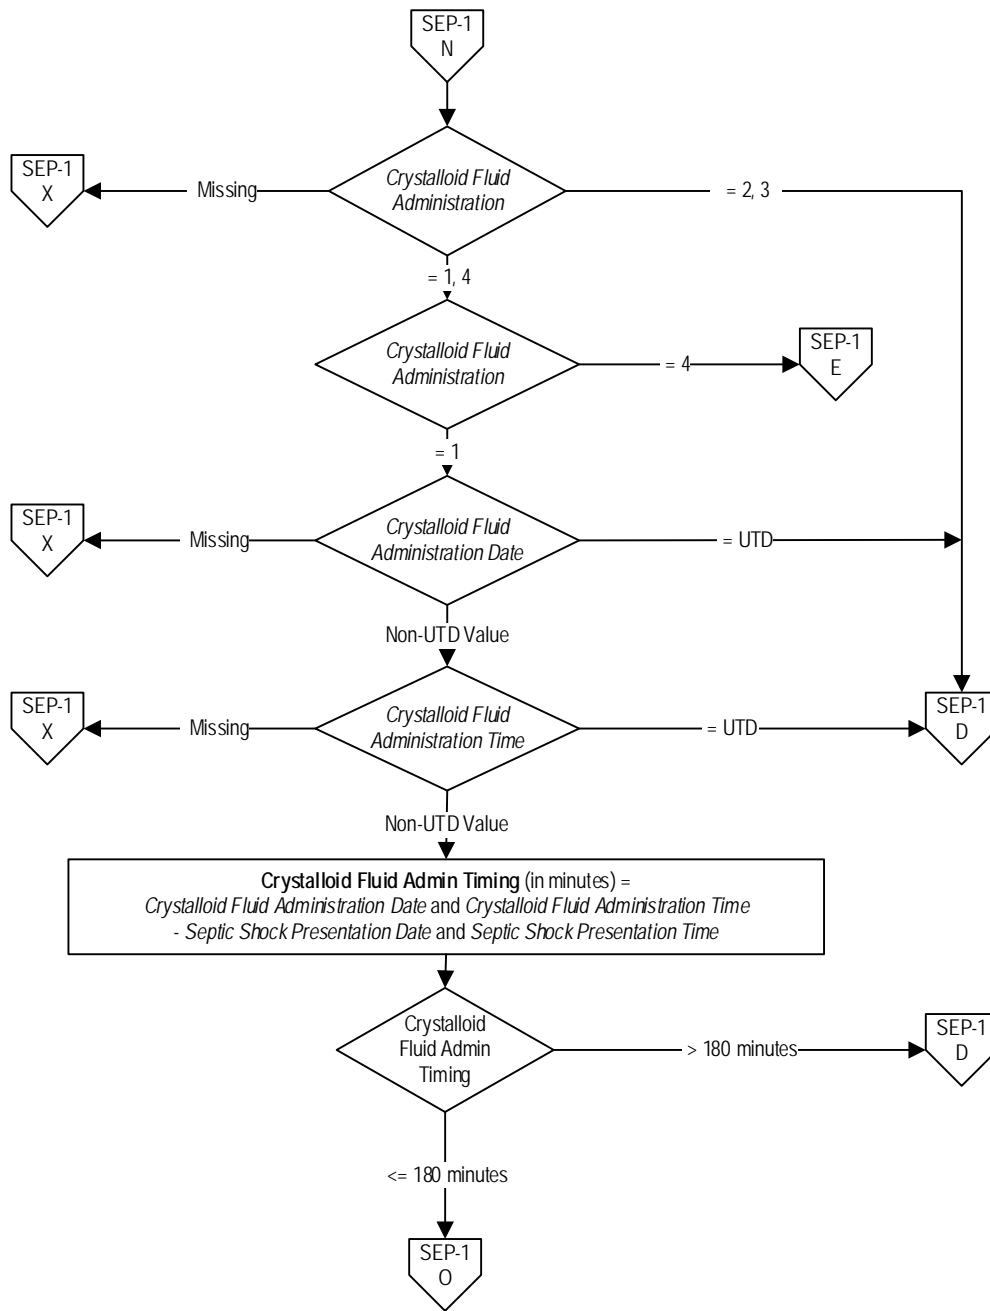 SEP-1
N
SEP-1
X
Missing
Crystalloid Fluid
Administration
= 2, 3
= 1, 4
Crystalloid Fluid
Administration
= 4
SEP-1
E
= 1
SEP-1
X
Missing
Crystalloid Fluid
Administration Date
= UTD
Non-UTD Value
SEP-1
X
Missing
Crystalloid Fluid
Administration Time
= UTD
SEP-1
D
Non-UTD Value
Crystalloid Fluid Admin Timing (in minutes) =
Crystalloid Fluid Administration Date and Crystalloid Fluid Administration Time
- Septic Shock Presentation Date and Septic Shock Presentation Time
Crystalloid
Fluid Admin
Timing
> 180 minutes
SEP-1
D
<= 180 minutes
SEP-1
O